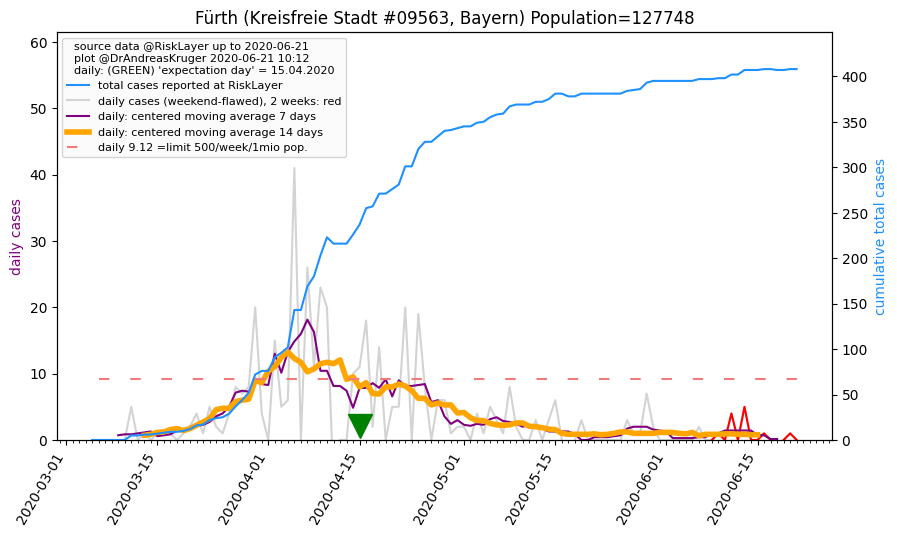 Fürth (Kreisfreie Stadt #09563, Bayern) Population=127748
source data @RiskLayer up to 2020-06-21
plot @DrAndreasKruger 2020-06-21 10:12
daily: (GREEN) 'expectation day' = 15.04.2020
total cases reported at RiskLayer
daily cases (weekend-flawed), 2 weeks: red
daily: centered moving average 7 days
daily: centered moving average 14 days
daily 9.12 =limit 500/week/1mio pop.
daily cases
60
50
40
30
20
10
0
cumulative total cases
400
350
300
250
200
150
100
50
0
2020-03-01
2020-03-15
2020-04-01
2020-04-15
2020-05-01
2020-05-15
2020-06-01
2020-06-15